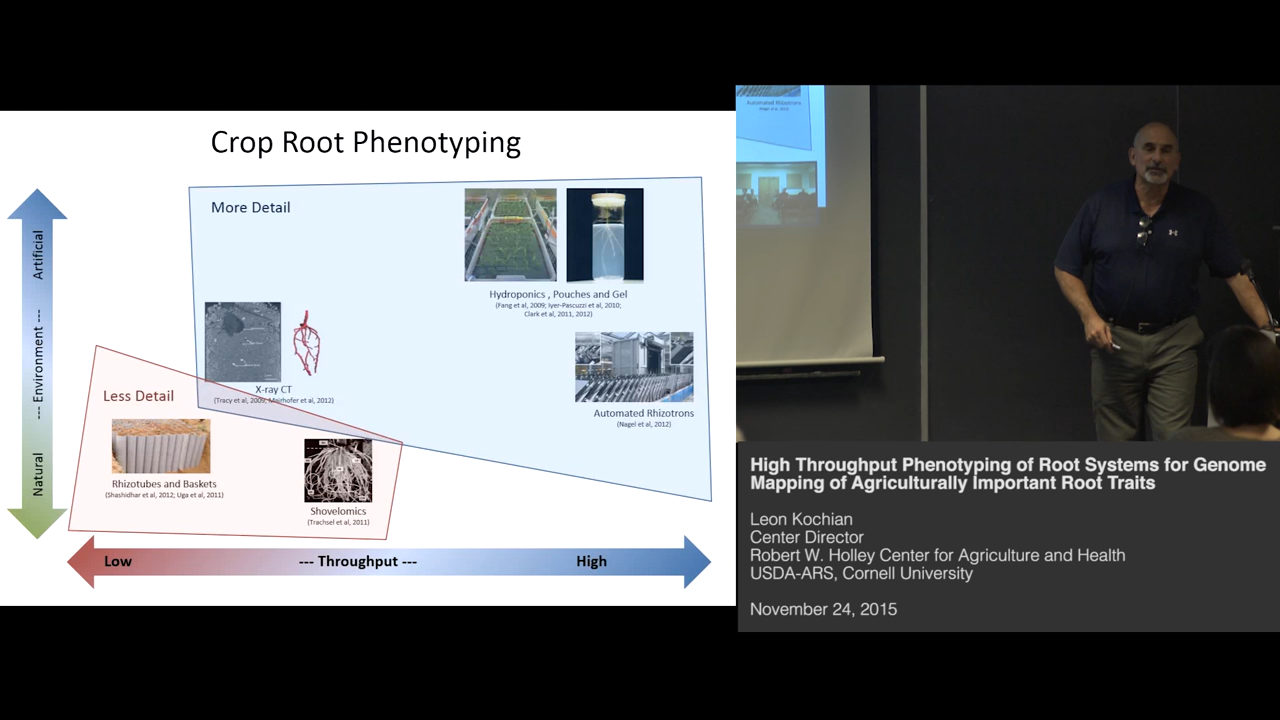 Crop Root Phenotyping
Artificial
--- Environment ---
Natural
More Detail
Hydroponics , Pouches and Gel
(Fang et al, 2009; Iyer-Pascuzzi et al, 2010;
Clark et al, 2011, 2012)
X-ray CT
(Tracy et al, 2009; Mairhofer et al, 2012)
Automated Rhizotrons
(Nagel et al, 2012)
Less Detail
Rhizotubes and Baskets
(Shashidhar et al, 2012; Uga et al, 2011)
Shovelomics
(Trachsel et al, 2011)
Low
--- Throughput ---
High
Automated Rhizotrons
High Throughput Phenotyping of Root Systems for Genome
Mapping of Agriculturally Important Root Traits
Leon Kochian
Center Director
Robert W. Holley Center for Agriculture and Health
USDA-ARS, Cornell University
November 24, 2015